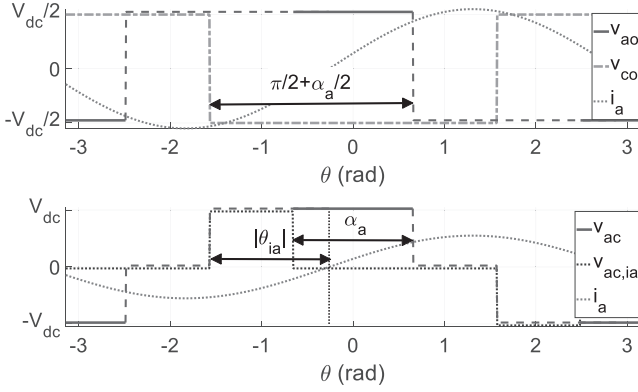 V_dc/2
0
-V_dc/2
π/2+α_a/2
v_ao
v_co
i_a
-3 -2 -1 0 1 2 3
θ (rad)
V_dc
0
-V_dc
|θ_ia|
α_a
v_ac
v_ac,ia
i_a
-3 -2 -1 0 1 2 3
θ (rad)